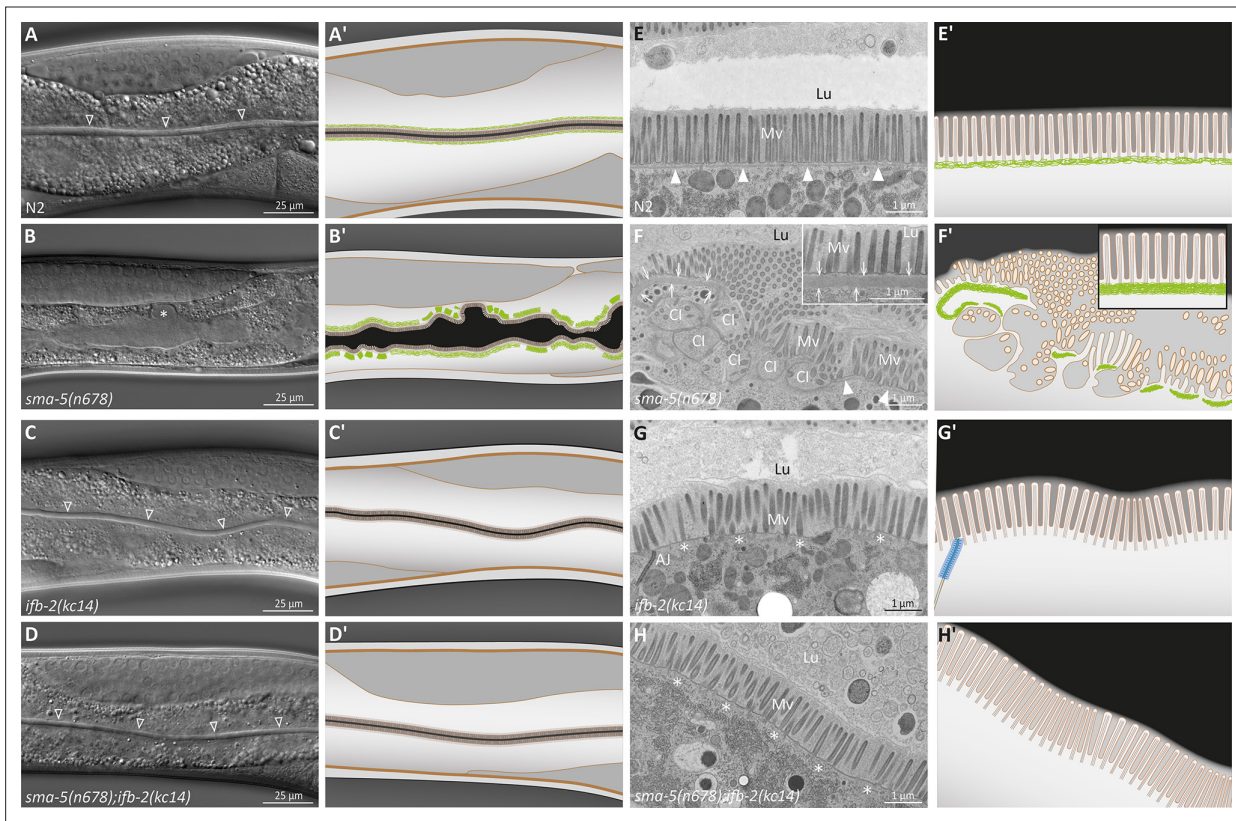 A
N2
25 µm
A'
E
Lu
Mv
N2
1 µm
E'
B
*
sma-5(n678)
25 µm
B'
F
Lu
Mv
Lu
1 µm
CI
CI
CI
CI
CI
Mv
Mv
sma-5(n678)
1 µm
F'
C
ifb-2(kc14)
25 µm
C'
G
Lu
Mv
* * * *
AJ
ifb-2(kc14)
1 µm
G'
D
sma-5(n678);ifb-2(kc14)
25 µm
D'
H
Lu
Mv
* * * * *
sma-5(n678);ifb-2(kc14)
1 µm
H'